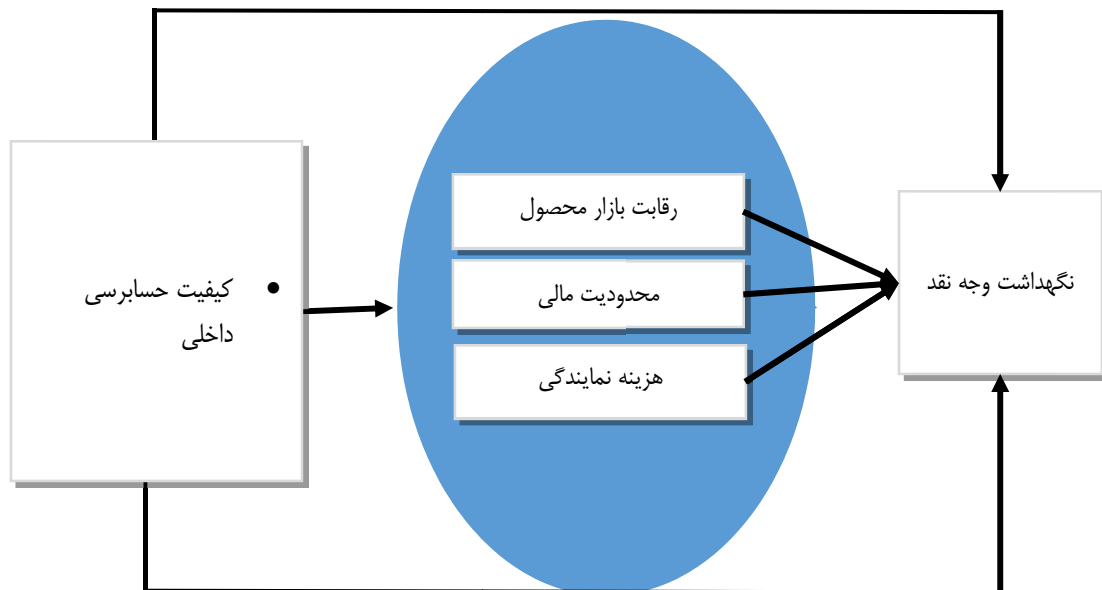 رقابت بازار محصول
نگهداشت وجه نقد
• کیفیت حسابرسی
داخلی
محدودیت مالی
هزینه نمایندگی